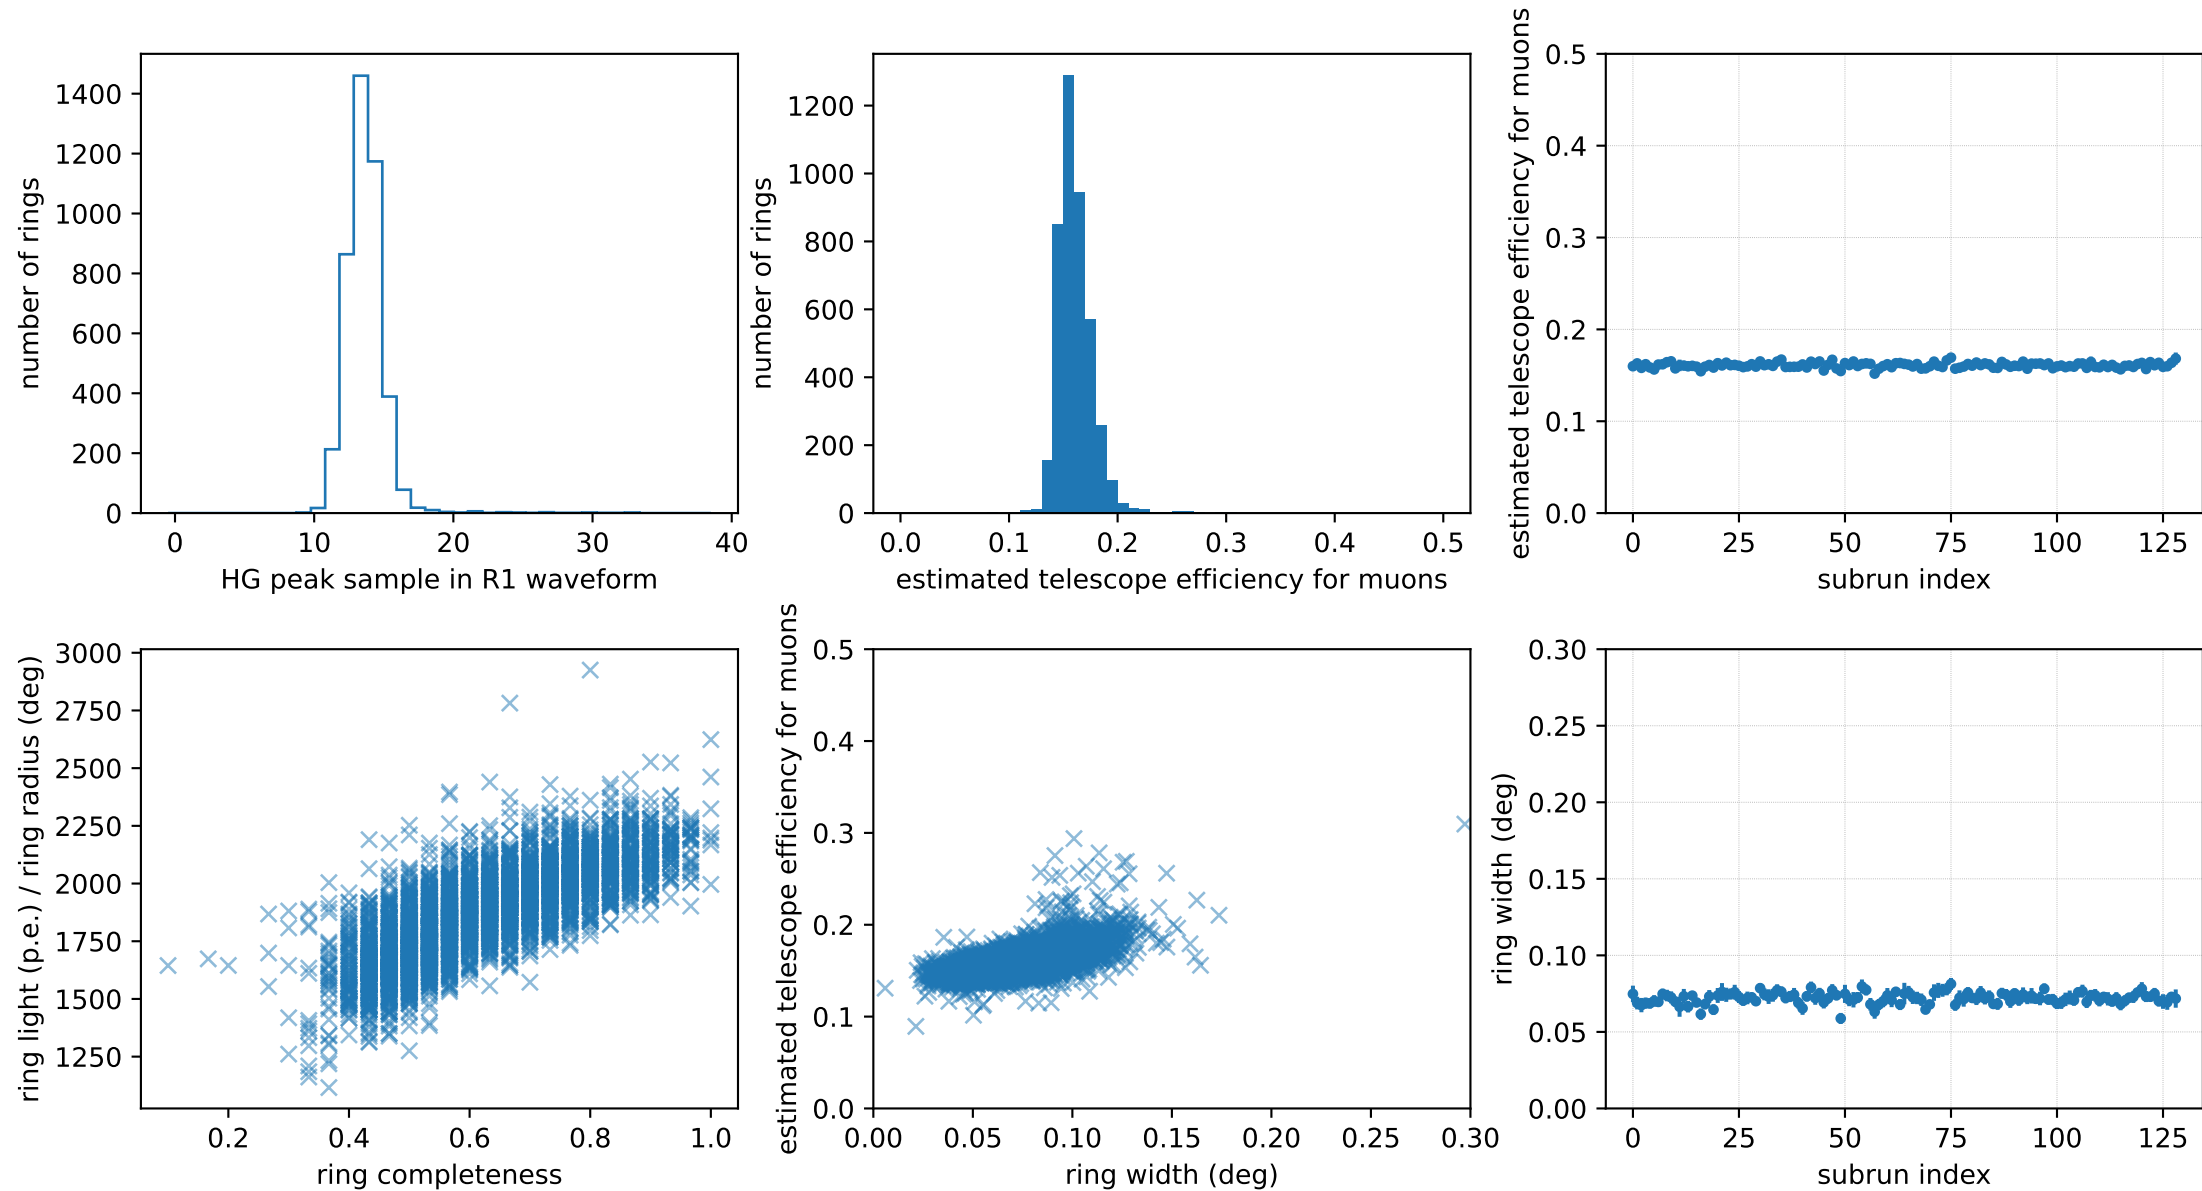 number of rings
1400
1200
1000
800
600
400
200
0
0 10 20 30 40
HG peak sample in R1 waveform
number of rings
1200
1000
800
600
400
200
0
0.0 0.1 0.2 0.3 0.4 0.5
estimated telescope efficiency for muons
estimated telescope efficiency for muons
0.5
0.4
0.3
0.2
0.1
0.0
0 25 50 75 100 125
subrun index
ring light (p.e.) / ring radius (deg)
3000
2750
2500
2250
2000
1750
1500
1250
0.2 0.4 0.6 0.8 1.0
ring completeness
estimated telescope efficiency for muons
0.5
0.4
0.3
0.2
0.1
0.0
0.00 0.05 0.10 0.15 0.20 0.25 0.30
ring width (deg)
ring width (deg)
0.30
0.25
0.20
0.15
0.10
0.05
0.00
0 25 50 75 100 125
subrun index